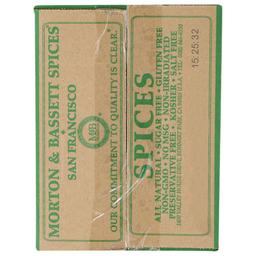 MORTON & BASSETT SPICES
SAN FRANCISCO
M&B
OUR COMMITMENT TO QUALITY IS CLEAR.
SPICES
ALL NATURAL • SUGAR FREE • GLUTEN FREE
NON-GMO • NO MSG • NON-IRRADIATED
PRESERVATIVE FREE • KOSHER • SALT FREE
15:25:32